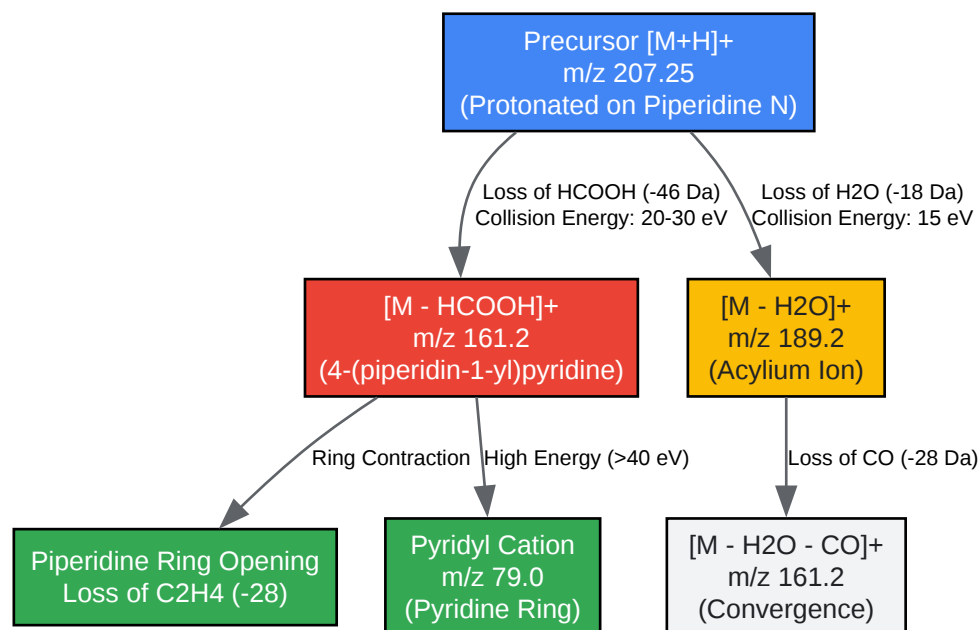 Precursor [M+H]+
m/z 207.25
(Protonated on Piperidine N)
Loss of HCOOH (-46 Da)
Collision Energy: 20-30 eV
Loss of H2O (-18 Da)
Collision Energy: 15 eV
[M - HCOOH]+
m/z 161.2
(4-(piperidin-1-yl)pyridine)
[M - H2O]+
m/z 189.2
(Acylium Ion)
Ring Contraction
High Energy (>40 eV)
Loss of CO (-28 Da)
Piperidine Ring Opening
Loss of C2H4 (-28)
Pyridyl Cation
m/z 79.0
(Pyridine Ring)
[M - H2O - CO]+
m/z 161.2
(Convergence)